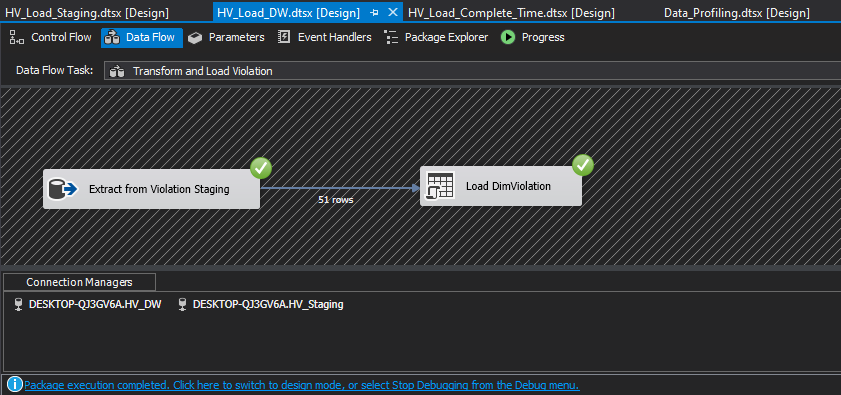 HV_Load_Staging.dtsx [Design] HV_Load_DW.dtsx [Design] HV_Load_Complete_Time.dtsx [Design] Data_Profiling.dtsx [Design]
Control Flow Data Flow Parameters Event Handlers Package Explorer Progress
Data Flow Task: Transform and Load Violation
Extract from Violation Staging Load DimViolation
51 rows
Connection Managers
DESKTOP-QJ3GV6A.HV_DW DESKTOP-QJ3GV6A.HV_Staging
Package execution completed. Click here to switch to design mode, or select Stop Debugging from the Debug menu.